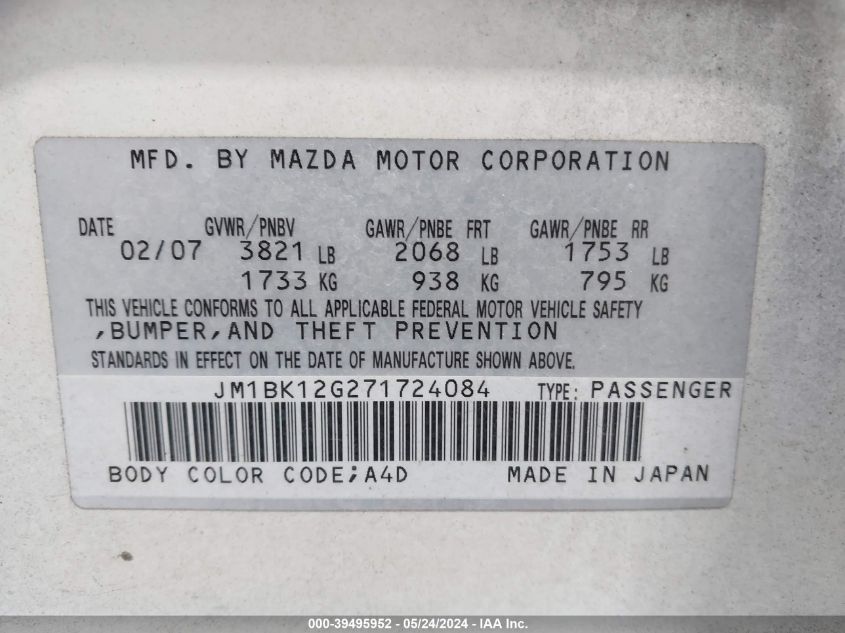 MFD. BY MAZDA MOTOR CORPORATION
DATE GVWR/PNBV GAWR/PNBE FRT GAWR/PNBE RR
02/07 3821 LB 2068 LB 1753 LB
1733 KG 938 KG 795 KG
THIS VEHICLE CONFORMS TO ALL APPLICABLE FEDERAL MOTOR VEHICLE SAFETY
,BUMPER,AND THEFT PREVENTION
STANDARDS IN EFFECT ON THE DATE OF MANUFACTURE SHOWN ABOVE.
JM1BK12G271724084 TYPE: PASSENGER
BODY COLOR CODE;A4D MADE IN JAPAN
000-39495952 - 05/24/2024 - IAA Inc.